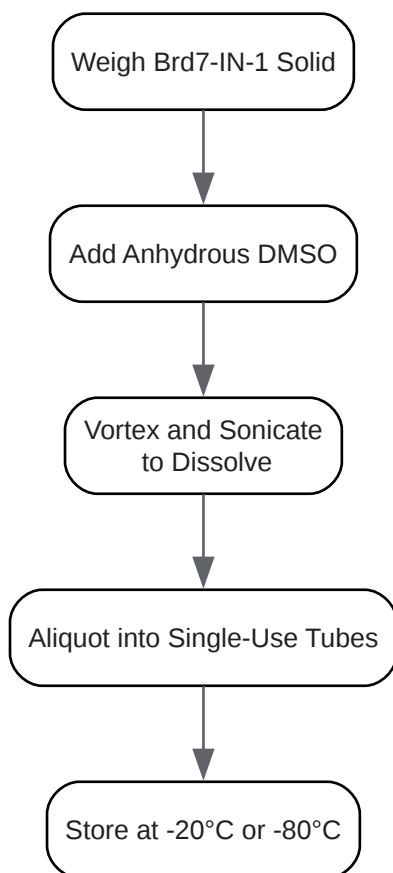 Weigh Brd7-IN-1 Solid
Add Anhydrous DMSO
Vortex and Sonicate
to Dissolve
Aliquot into Single-Use Tubes
Store at -20°C or -80°C